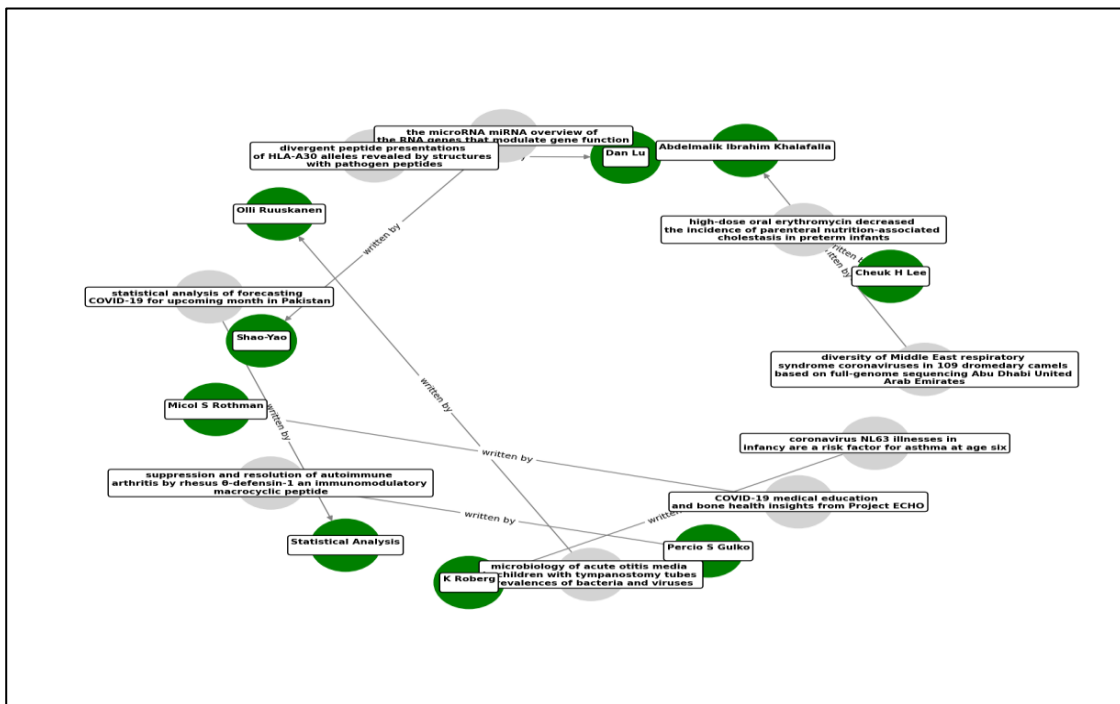 the microRNA miRNA overview of
the RNA genes that modulate gene function
divergent peptide presentations
of HLA-A30 alleles revealed by structures
with pathogen peptides
Dan Lu
Abdelmalik Ibrahim Khalafalla
Olli Ruuskanen
high-dose oral erythromycin decreased
the incidence of parenteral nutrition-associated
cholestasis in preterm infants
written by
written by
written by
Cheuk H Lee
statistical analysis of forecasting
COVID-19 for upcoming month in Pakistan
Shao-Yao
diversity of Middle East respiratory
syndrome coronaviruses in 109 dromedary camels
based on full-genome sequencing Abu Dhabi United
Arab Emirates
written by
Micol S Rothman
written by
coronavirus NL63 illnesses in
infancy are a risk factor for asthma at age six
written by
suppression and resolution of autoimmune
arthritis by rhesus θ-defensin-1 an immunomodulatory
macrocyclic peptide
COVID-19 medical education
and bone health insights from Project ECHO
written by
Statistical Analysis
Percio S Gulko
microbiology of acute otitis media
children with tympanostomy tubes
K Roberg
bacteria and viruses